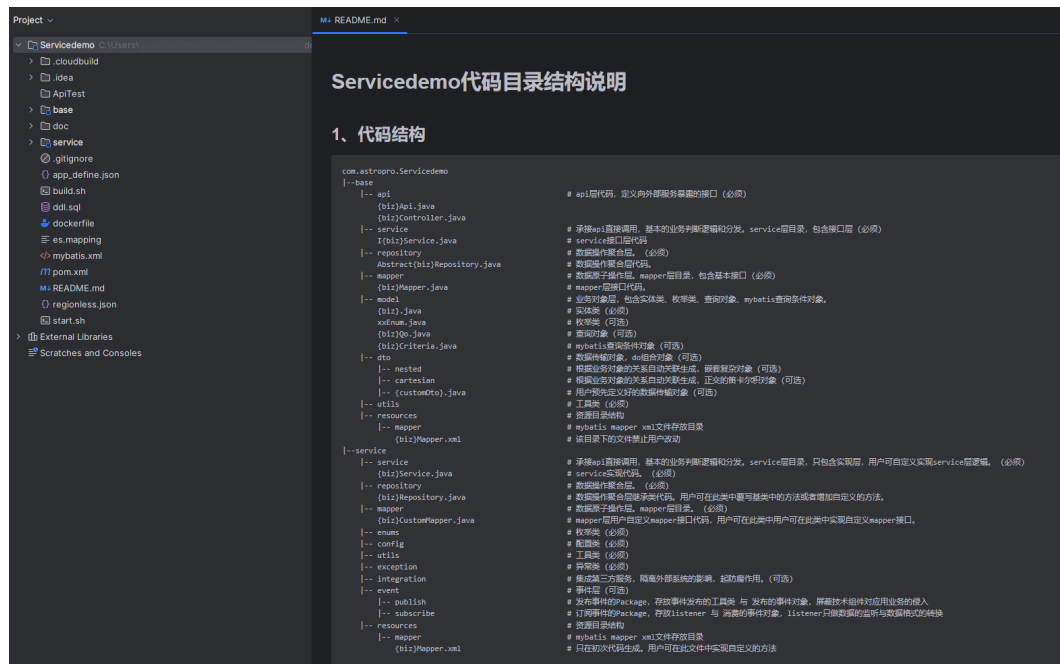 Project
Servicedemo C:\Users\
.cloudbuild
.idea
ApiTest
base
doc
service
.gitignore
app_define.json
build.sh
ddl.sql
dockerfile
es.mapping
mybatis.xml
pom.xml
README.md
regionless.json
start.sh
External Libraries
Scratches and Consoles
README.md
Servicedemo代码目录结构说明
1、代码结构
com.astropro.Servicedemo
|--base
|-- api # api层代码，定义向外部服务暴露的接口（必须）
{biz}Api.java
{biz}Controller.java
|-- service # 承接api直接调用，基本的业务判断逻辑和分发。service层目录，包含接口层（必须）
I{biz}Service.java # service接口层代码
|-- repository # 数据操作聚合层。（必须）
Abstract{biz}Repository.java # 数据操作聚合层代码。
|-- mapper # 数据原子操作层。mapper层目录，包含基本接口（必须）
{biz}Mapper.java # mapper层接口代码。
|-- model # 业务对象层，包含实体类、枚举类、查询对象、mybatis查询条件对象。
{biz}.java # 实体类（必须）
xxEnum.java # 枚举类（可选）
{biz}Qo.java # 查询对象（可选）
{biz}Criteria.java # mybatis查询条件对象（可选）
|-- dto # 数据传输对象，do组合对象（可选）
|-- nested # 根据业务对象的关系自动关联生成，嵌套复杂对象（可选）
|-- cartesian # 根据业务对象的关系自动关联生成，正交的笛卡尔积对象（可选）
|-- {customDto}.java # 用户预先定义好的数据传输对象（可选）
|-- utils # 工具类（必须）
|-- resources # 资源目录结构
|-- mapper # mybatis mapper xml文件存放目录
{biz}Mapper.xml # 该目录下的文件禁止用户改动
|--service
|-- service # 承接api直接调用，基本的业务判断逻辑和分发。service层目录，只包含实现层，用户可自定义实现service层逻辑。（必须）
{biz}Service.java # service实现代码。（必须）
|-- repository # 数据操作聚合层。（必须）
{biz}Repository.java # 数据操作聚合层继承类代码。用户可在此类中覆写基类中的方法或者增加自定义的方法。
|-- mapper # 数据原子操作层。mapper层目录。（必须）
{biz}CustomMapper.java # mapper层用户自定义mapper接口代码，用户可在此类中用户可在此类中实现自定义mapper接口。
|-- enums # 枚举类（必须）
|-- config # 配置类（必须）
|-- utils # 工具类（必须）
|-- exception # 异常类（必须）
|-- integration # 集成第三方服务，隔离外部系统的影响，起防腐作用。（可选）
|-- event # 事件层（可选）
|-- publish # 发布事件的Package，存放事件发布的工具类 与 发布的事件对象，屏蔽技术组件对应用业务的侵入
|-- subscribe # 订阅事件的Package，存放listener 与 消费的事件对象，listener只做数据的监听与数据格式的转换
|-- resources # 资源目录结构
|-- mapper # mybatis mapper xml文件存放目录
{biz}Mapper.xml # 只在初次代码生成。用户可在此文件中实现自定义的方法